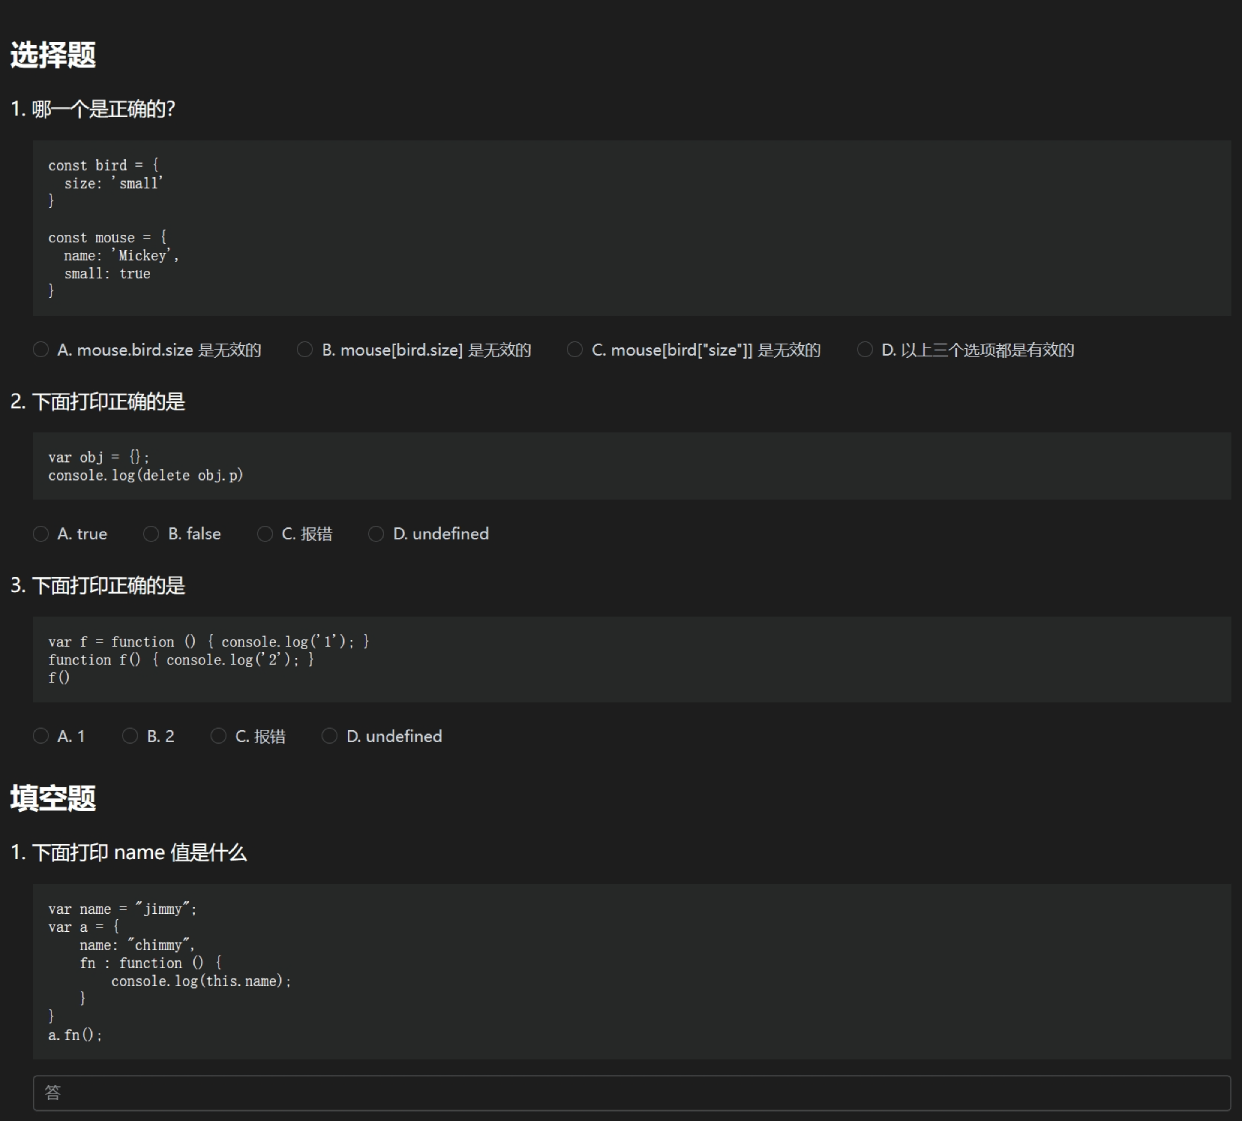 选择题
1. 哪一个是正确的?
const bird = {
  size: 'small'
}
const mouse = {
  name: 'Mickey',
  small: true
}
A. mouse.bird.size 是无效的 B. mouse[bird.size] 是无效的 C. mouse[bird["size"]] 是无效的 D. 以上三个选项都是有效的
2. 下面打印正确的是
var obj = {};
console.log(delete obj.p)
A. true B. false C. 报错 D. undefined
3. 下面打印正确的是
var f = function () { console.log('1'); }
function f() { console.log('2'); }
f()
A. 1 B. 2 C. 报错 D. undefined
填空题
1. 下面打印 name 值是什么
var name = "jimmy";
var a = {
    name: "chimmy",
    fn : function () {
        console.log(this.name);
    }
}
a.fn();
答